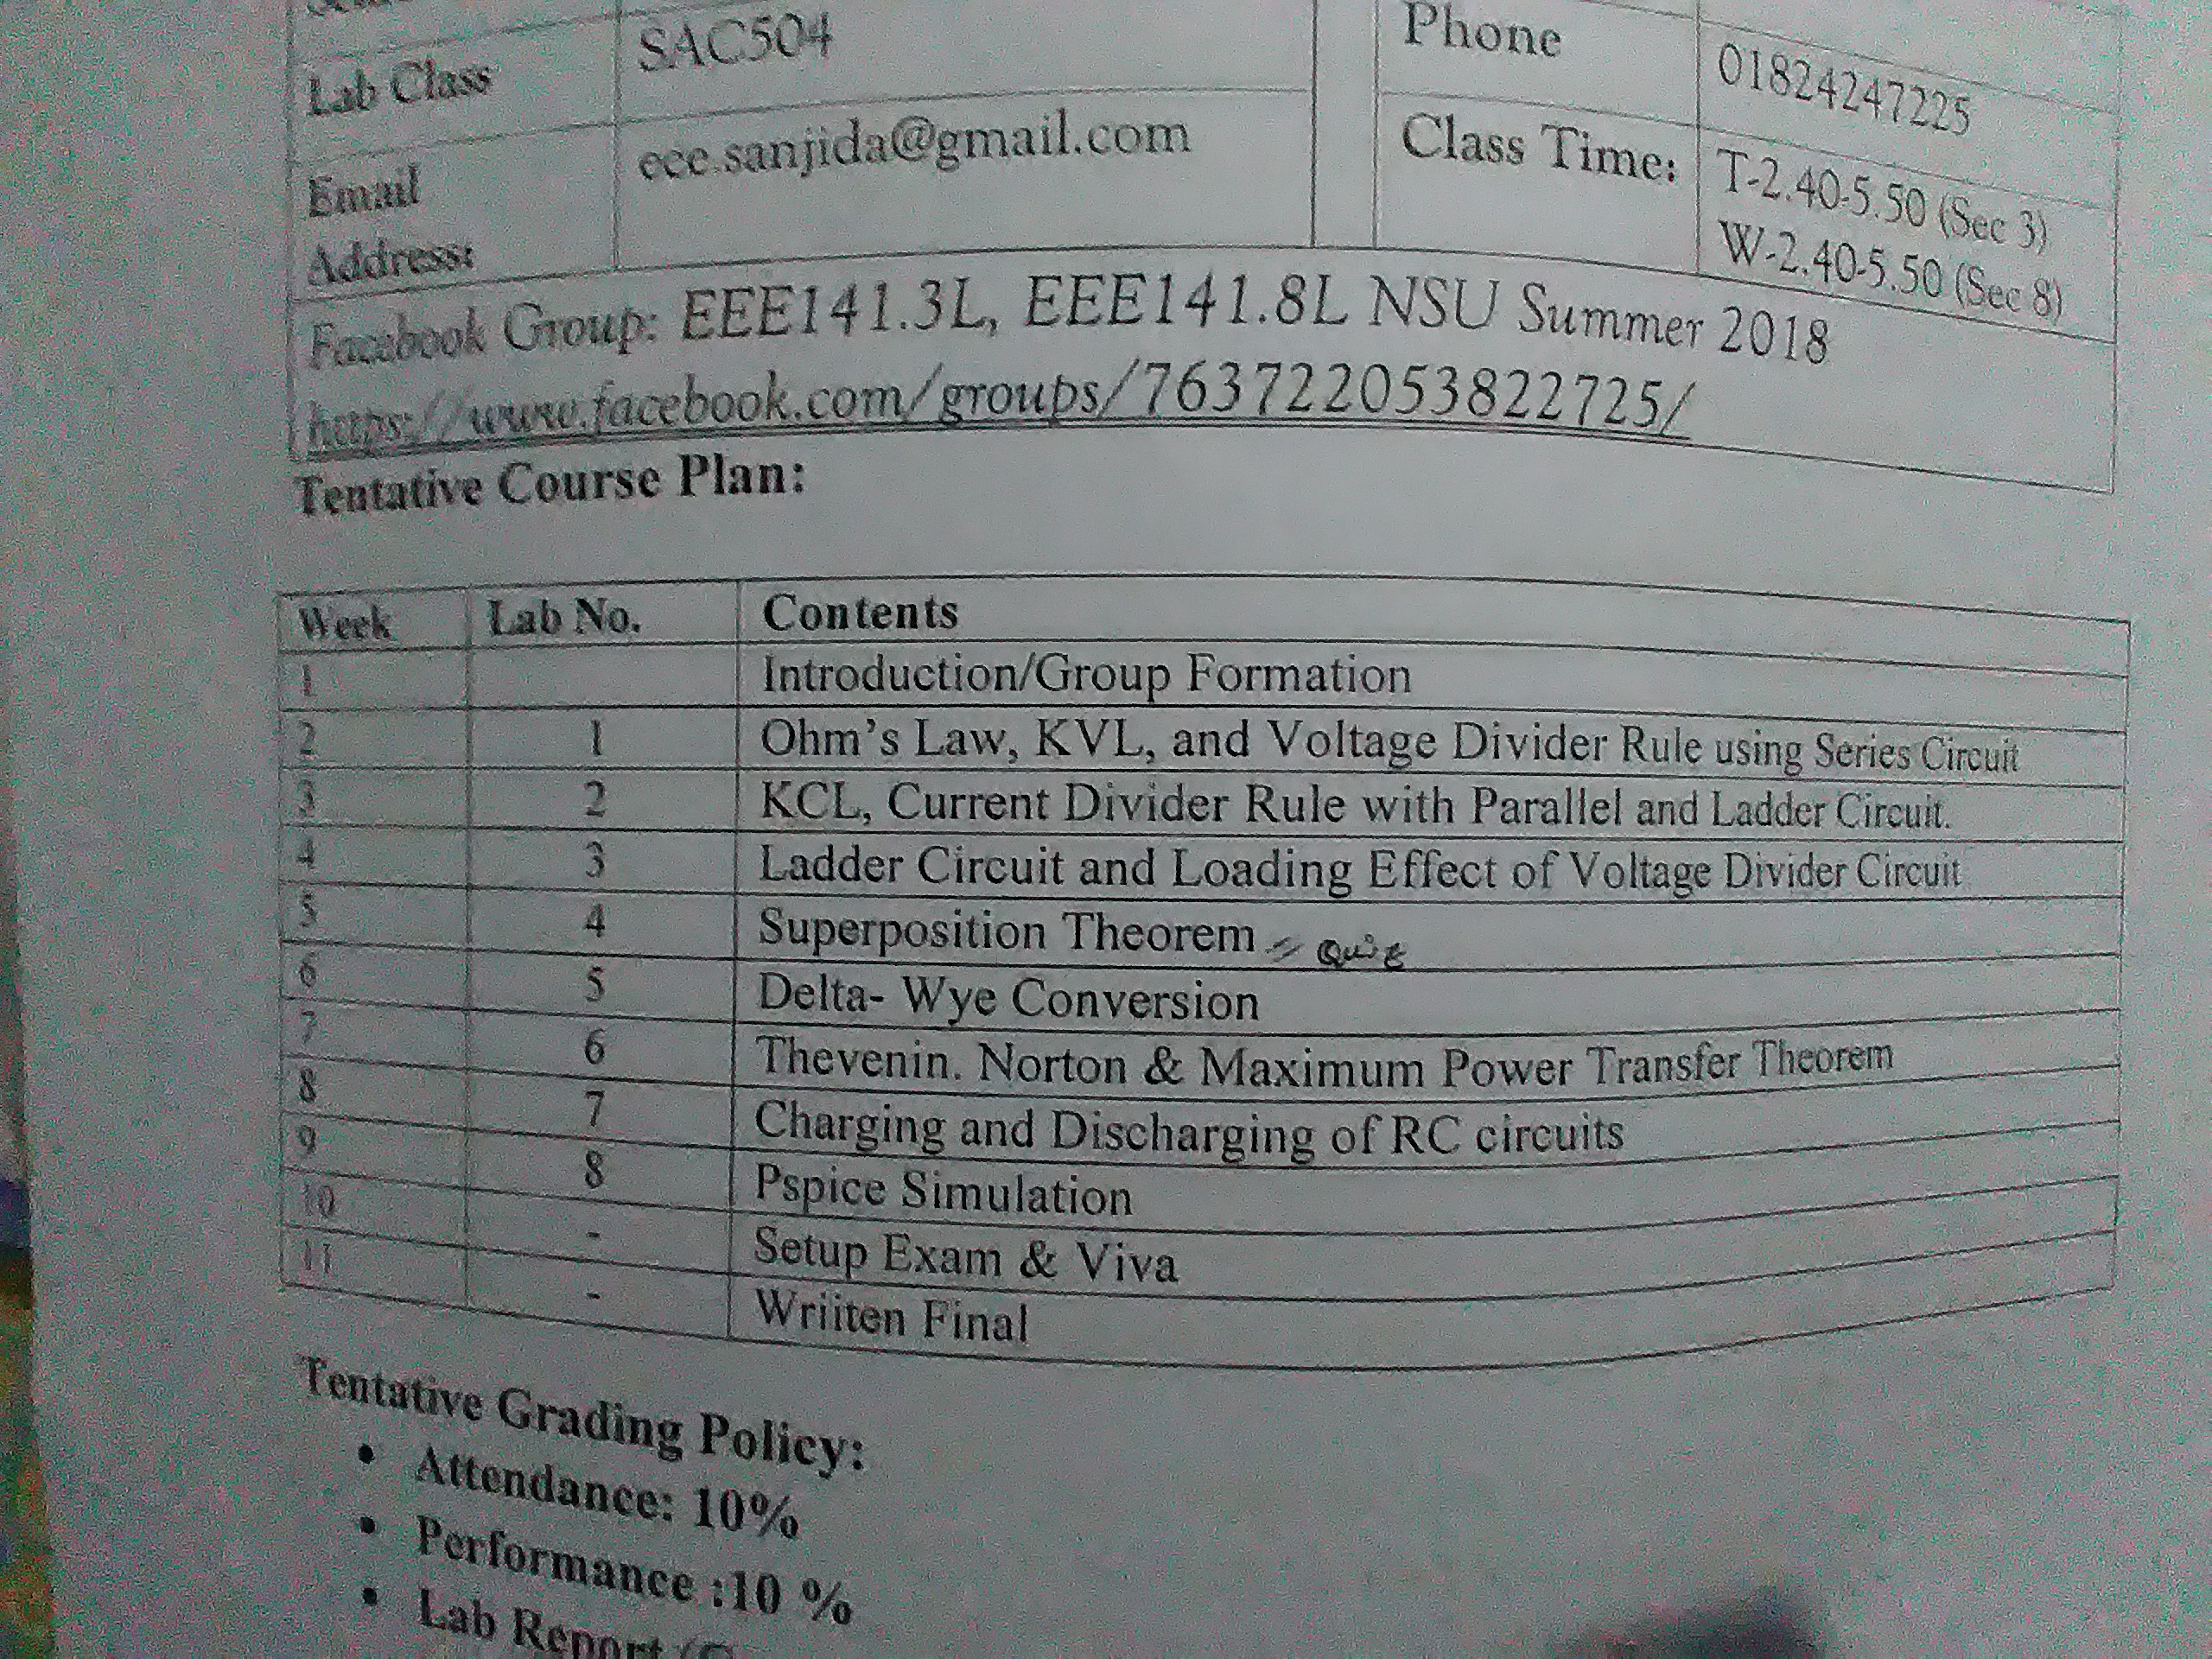 Lab Class SAC504 Phone 01824247225
Email Address: ece.sanjida@gmail.com Class Time: T-2.40-5.50 (Sec 3)
W-2.40-5.50 (Sec 8)
Facebook Group: EEE141.3L, EEE141.8L NSU Summer 2018
https://www.facebook.com/groups/763722053822725/
Tentative Course Plan:
Week Lab No. Contents
1 Introduction/Group Formation
2 1 Ohm's Law, KVL, and Voltage Divider Rule using Series Circuit
3 2 KCL, Current Divider Rule with Parallel and Ladder Circuit.
4 3 Ladder Circuit and Loading Effect of Voltage Divider Circuit
5 4 Superposition Theorem = Quiz
6 5 Delta- Wye Conversion
7 6 Thevenin. Norton & Maximum Power Transfer Theorem
8 7 Charging and Discharging of RC circuits
9 8 Pspice Simulation
10 - Setup Exam & Viva
11 - Wriiten Final
Tentative Grading Policy:
• Attendance: 10%
• Performance :10 %
• Lab Report